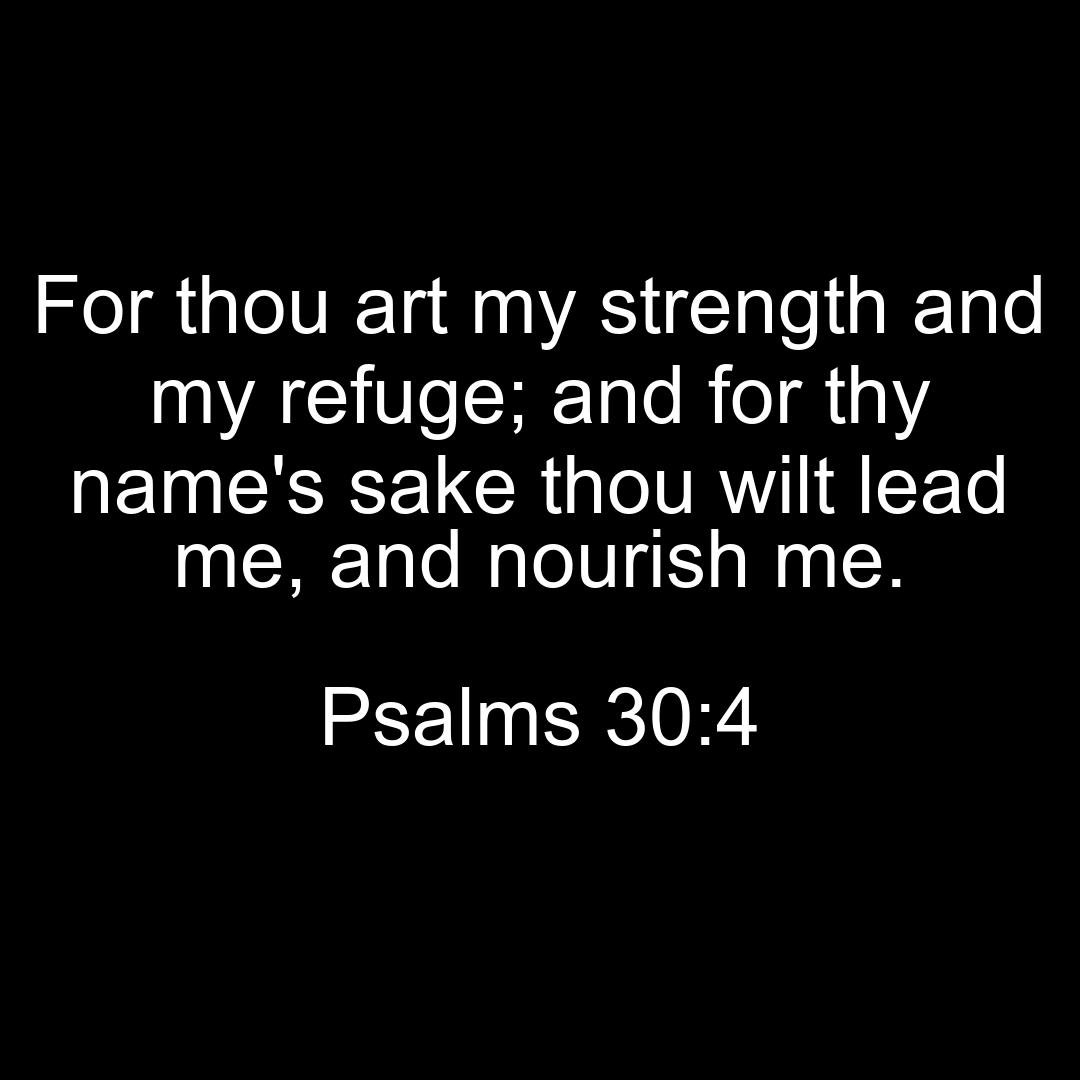 For thou art my strength and
my refuge; and for thy
name's sake thou wilt lead
me, and nourish me.
Psalms 30:4